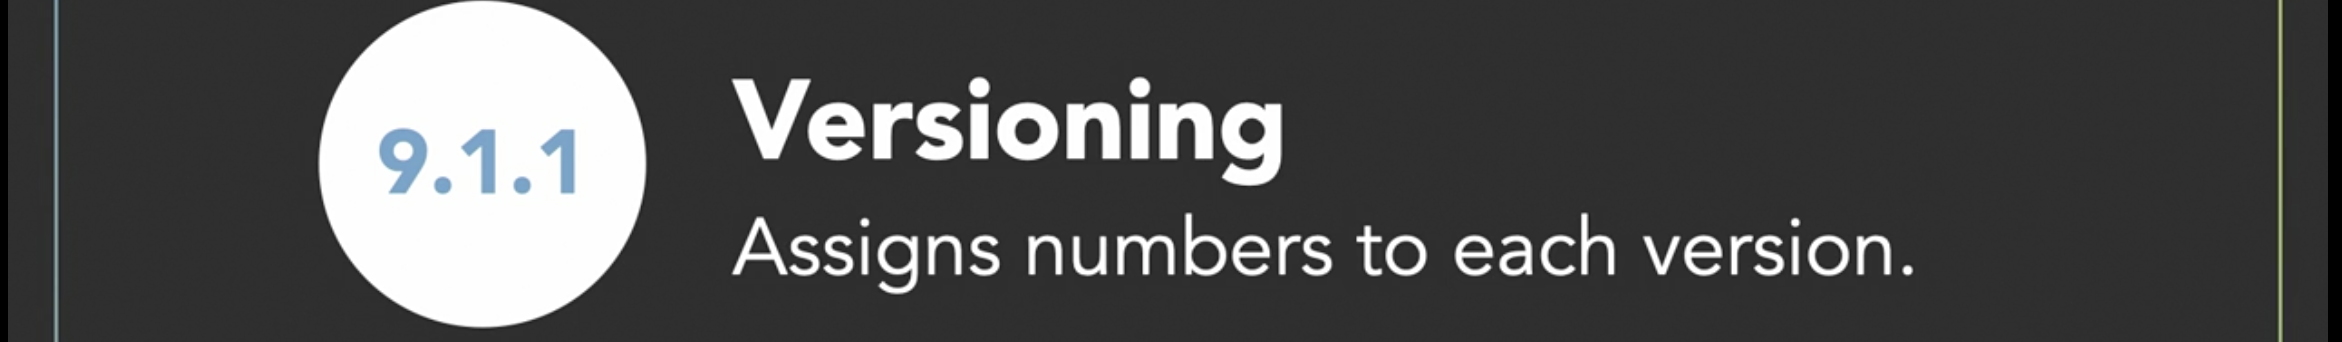 9.1.1
Versioning
Assigns numbers to each version.